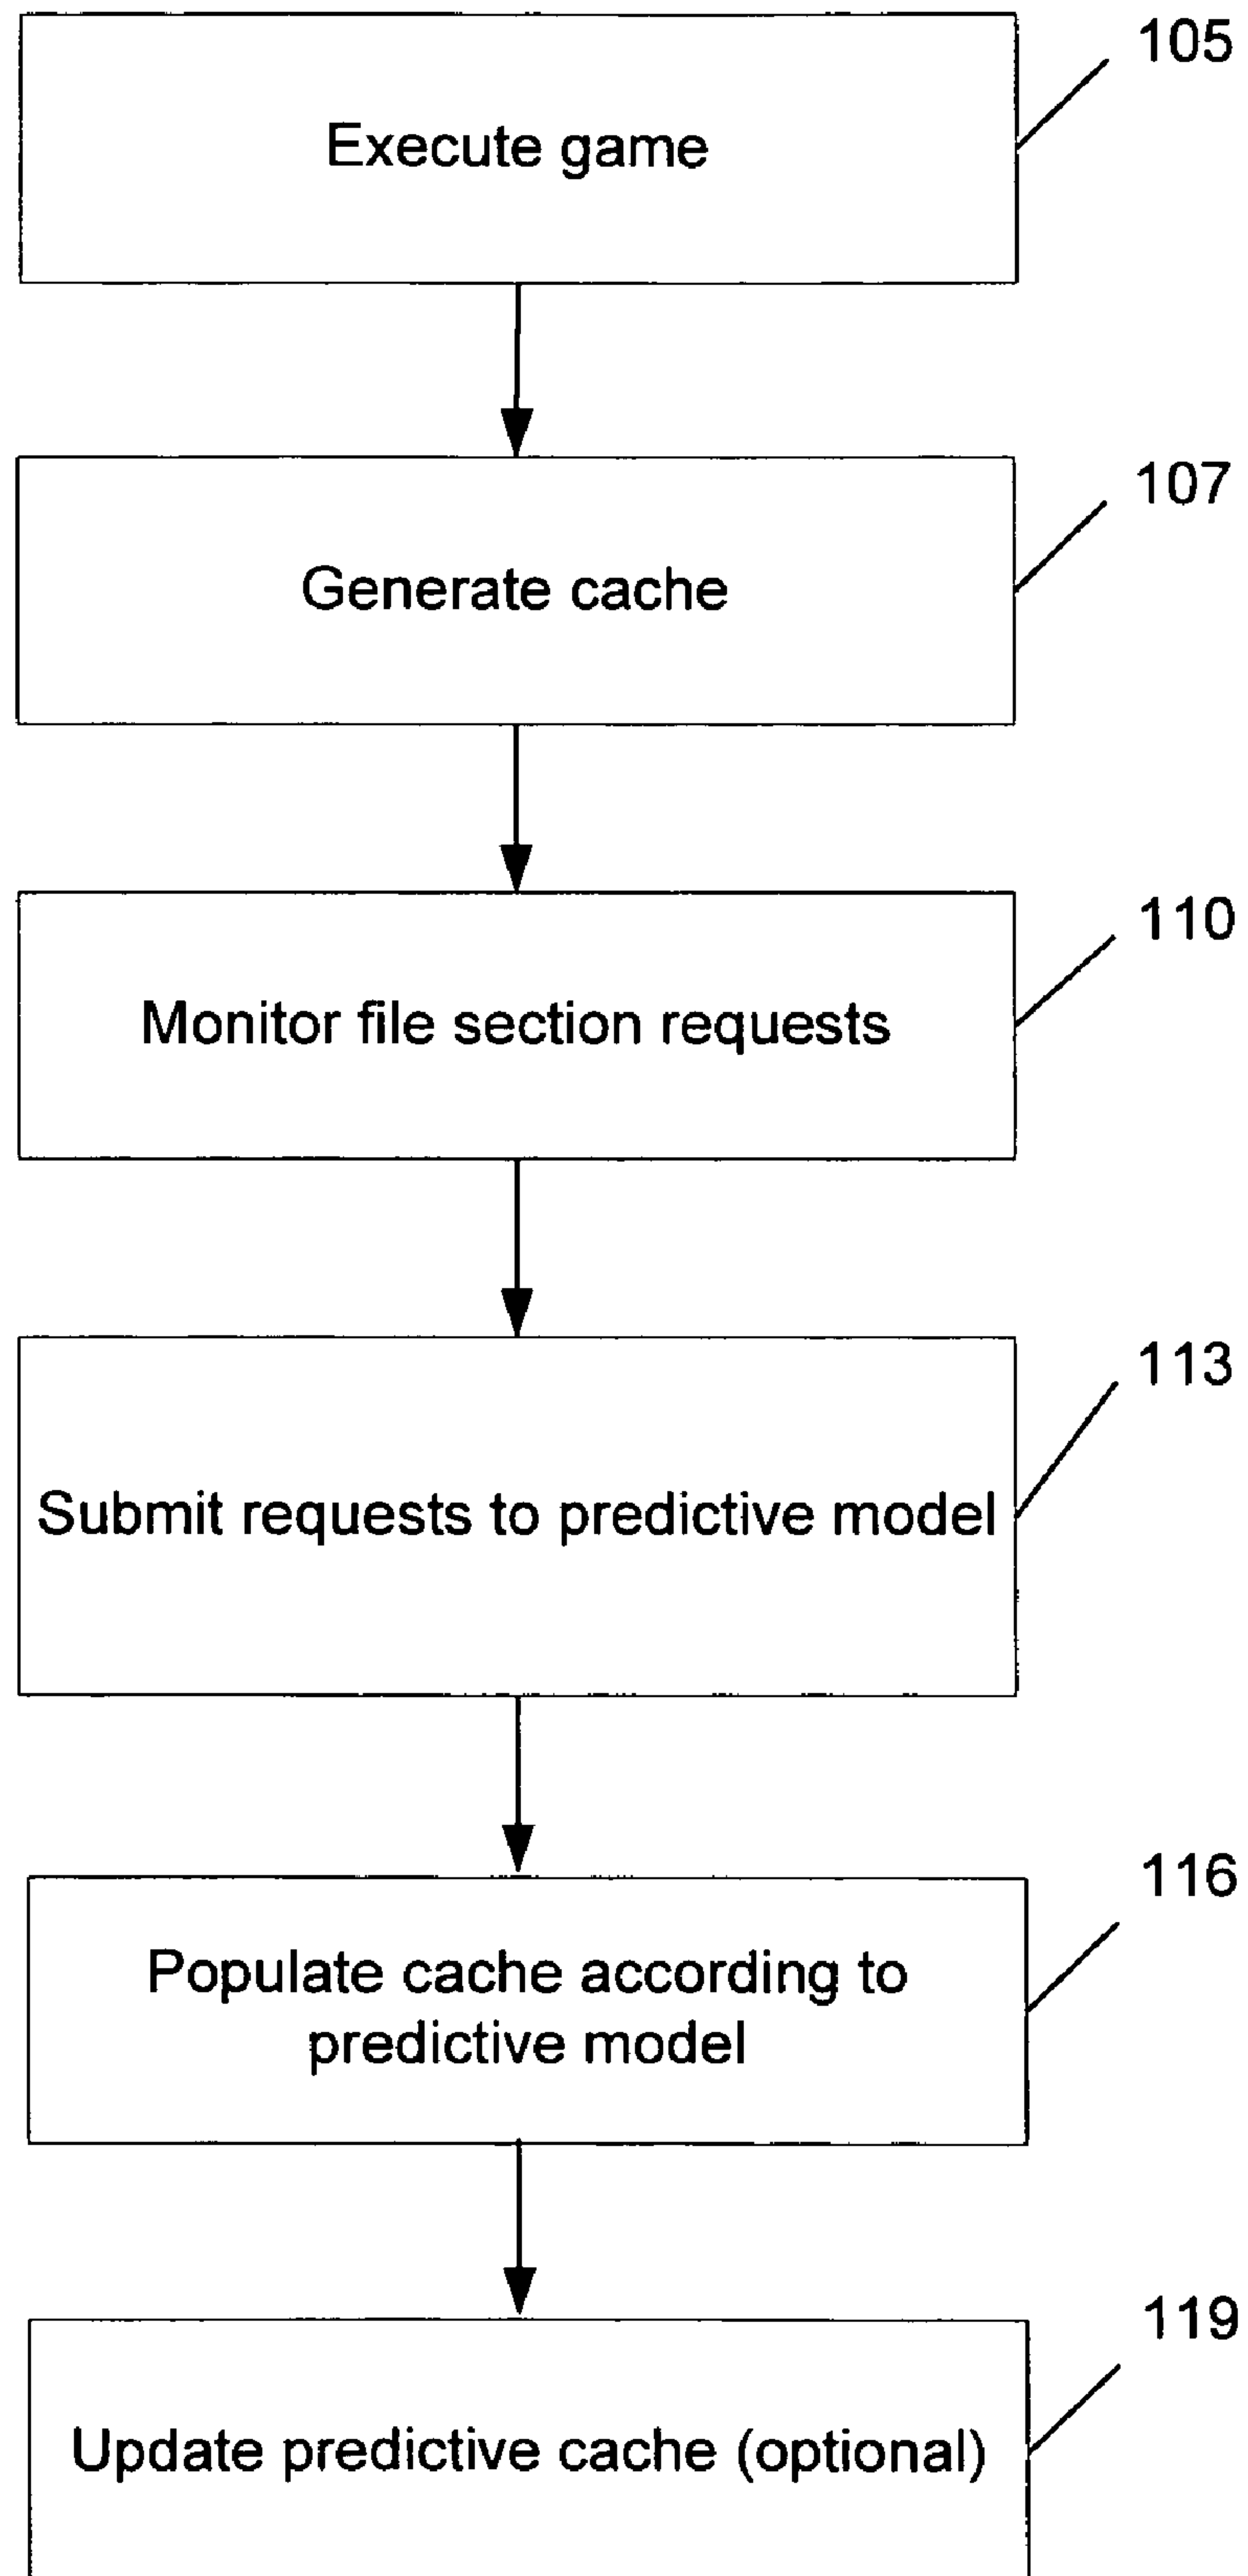 105
Execute game
107
Generate cache
110
Monitor file section requests
113
Submit requests to predictive model
116
Populate cache according to
predictive model
119
Update predictive cache (optional)